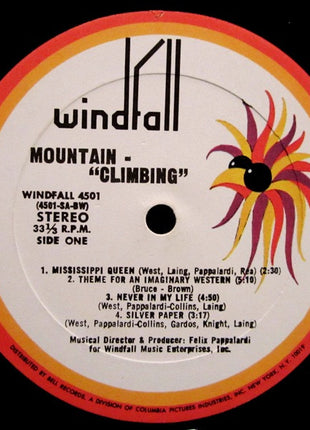 windfall
MOUNTAIN -
"CLIMBING"
WINDFALL 4501
(4501-SA-BW)
STEREO
33⅓ R.P.M.
SIDE ONE
1. MISSISSIPPI QUEEN (West, Laing, Pappalardi, Rea) (2:30)
2. THEME FOR AN IMAGINARY WESTERN (5:10)
(Bruce - Brown)
3. NEVER IN MY LIFE (4:50)
(West, Pappalardi-Collins, Laing)
4. SILVER PAPER (3:17)
(West, Pappalardi-Collins, Gardos, Knight, Laing)
Musical Director & Producer: Felix Pappalardi
for Windfall Music Enterprises, Inc.
DISTRIBUTED BY BELL RECORDS, A DIVISION OF COLUMBIA PICTURES INDUSTRIES, INC. NEW YORK, N.Y. 10019